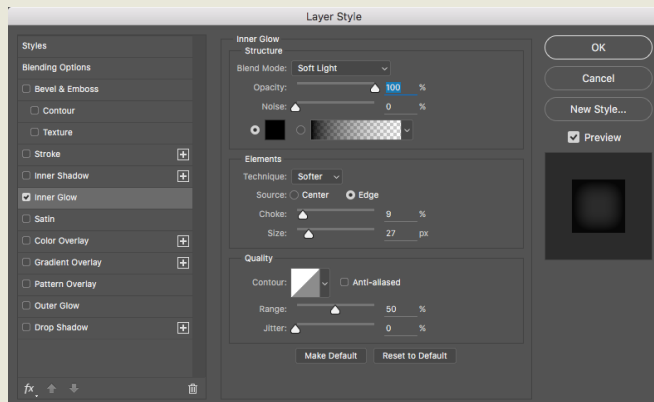 Layer Style
Styles
Blending Options
Bevel & Emboss
Contour
Texture
Stroke
Inner Shadow
Inner Glow
Satin
Color Overlay
Gradient Overlay
Pattern Overlay
Outer Glow
Drop Shadow
fx
Inner Glow
Structure
Blend Mode: Soft Light
Opacity: 100 %
Noise: 0 %
Elements
Technique: Softer
Source: Center Edge
Choke: 9 %
Size: 27 px
Quality
Contour: Anti-aliased
Range: 50 %
Jitter: 0 %
Make Default Reset to Default
OK
Cancel
New Style...
Preview